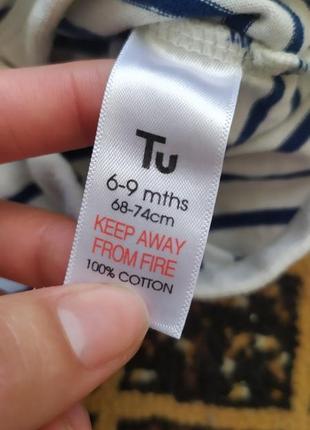 Tu
6-9 mths
68-74cm
KEEP AWAY
FROM FIRE
100% COTTON